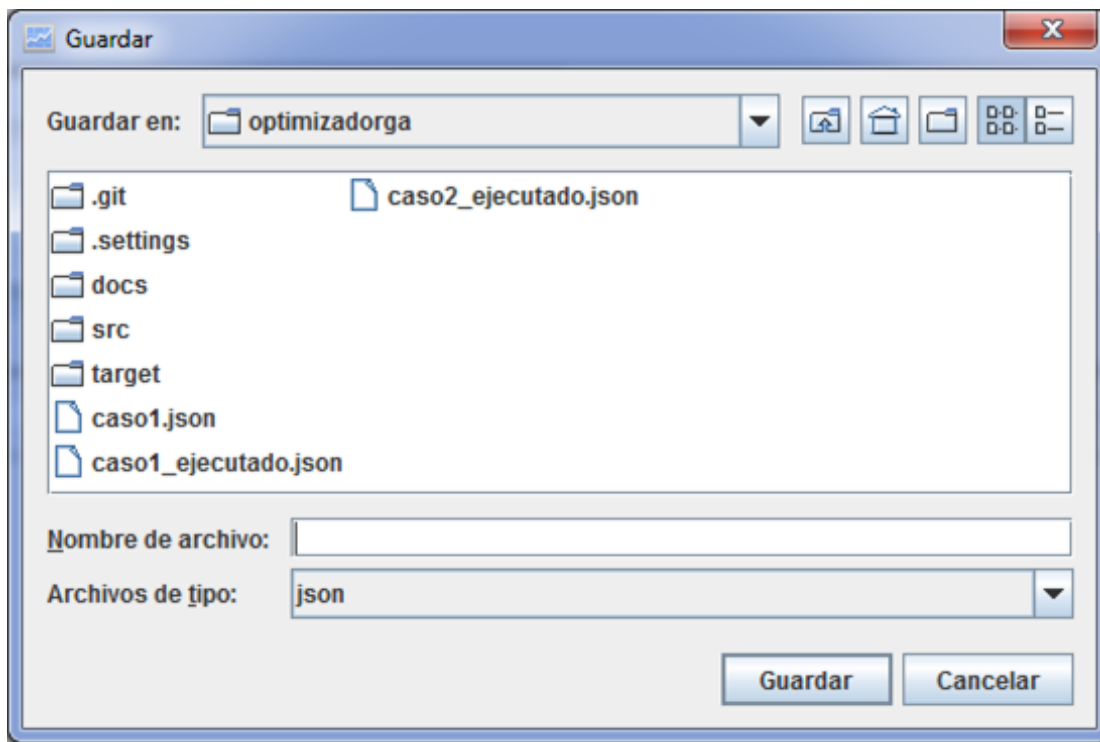 Guardar
Guardar en: optimizadorga
.git
.settings
docs
src
target
caso1.json
caso1_ejecutado.json
caso2_ejecutado.json
Nombre de archivo:
Archivos de tipo: json
Guardar Cancelar